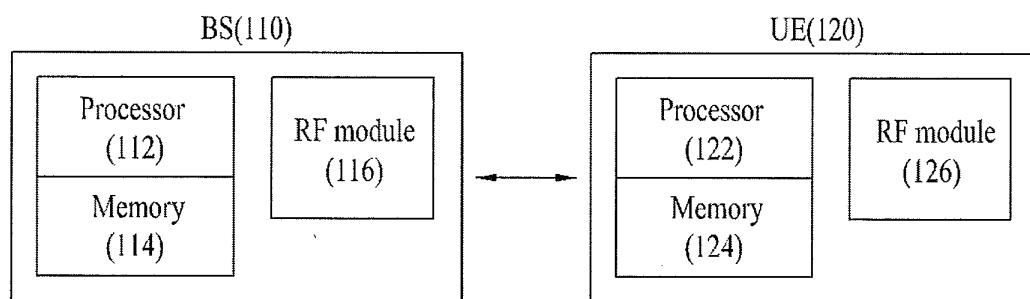 BS(110)
Processor
(112)
Memory
(114)
RF module
(116)
UE(120)
Processor
(122)
Memory
(124)
RF module
(126)